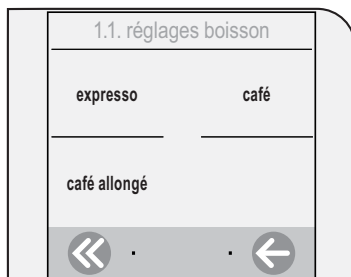 1.1. réglages boisson
expresso café
café allongé